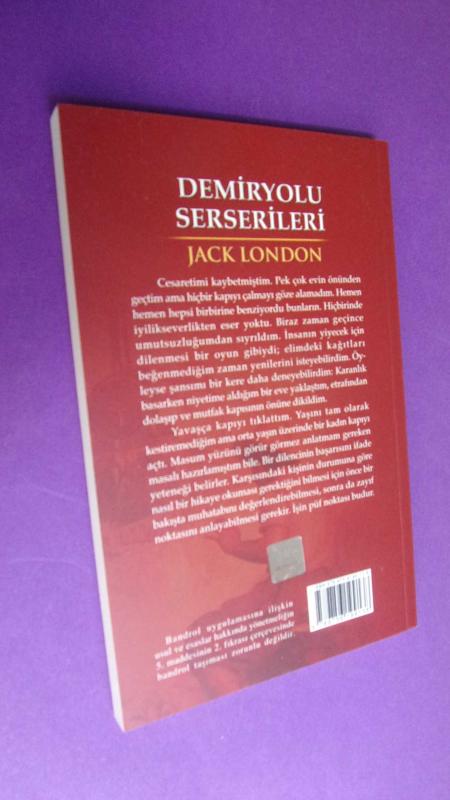 DEMİRYOLU
SERSERİLERİ
JACK LONDON
Cesaretimi kaybetmiştim. Pek çok evin önünden
geçtim ama hiçbir kapıyı çalmayı göze alamadım. Hemen
hemen hepsi birbirine benziyordu bunların. Hiçbirinde
iyilikseverlikten eser yoktu. Biraz zaman geçince
umutsuzluğumdan sıyrıldım. İnsanın yiyecek için
dilenmesi bir oyun gibiydi; elimdeki kağıtları
beğenmediğim zaman yenilerini isteyebilirdim. Öy-
leyse şansımı bir kere daha deneyebilirdim: Karanlık
basarken niyetime aldığım bir eve yaklaştım, etrafından
dolaşıp ve mutfak kapısının önüne dikildim.
Yavaşça kapıyı tıklattım. Yaşını tam olarak
kestiremediğim ama orta yaşın üzerinde bir kadın kapıyı
açtı. Masum yüzünü görür görmez anlatmam gereken
masalı hazırlamıştım bile. Bir dilencinin başarısını ifade
yeteneği belirler. Karşısındaki kişinin durumuna göre
nasıl bir hikaye okuması gerektiğini bilmesi için önce bir
bakışta muhatabını değerlendirebilmesi, sonra da zayıf
noktasını anlayabilmesi gerekir. İşin püf noktası budur.
Bandrol uygulamasına ilişkin
usul ve esaslar hakkında yönetmeliğin
5. maddesinin 2. fıkrası çerçevesinde
bandrol taşıması zorunlu değildir.